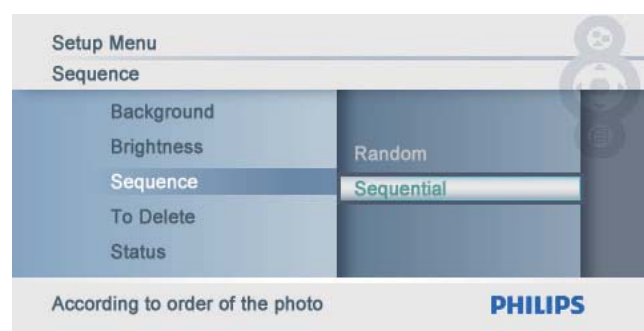 Setup Menu
Sequence
Background
Brightness
Sequence
To Delete
Status
Random
Sequential
According to order of the photo
PHILIPS